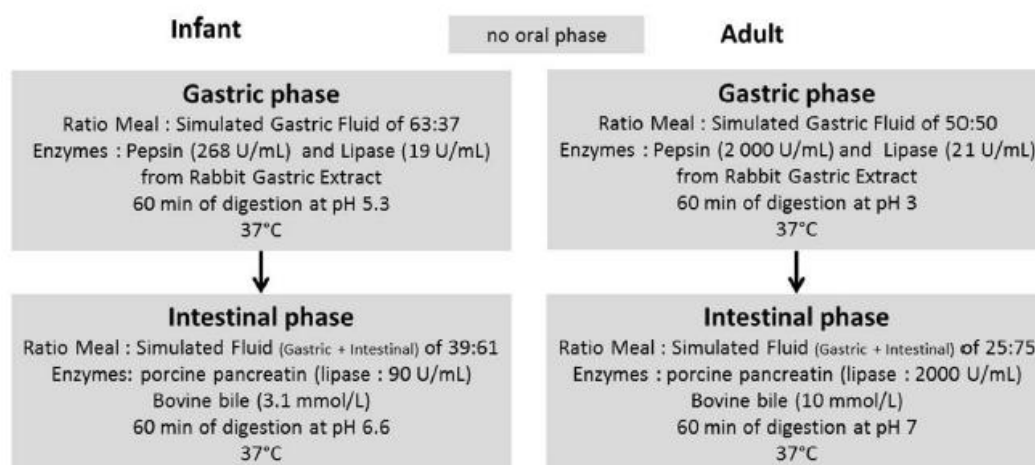 Infant
no oral phase
Adult
Gastric phase
Ratio Meal : Simulated Gastric Fluid of 63:37
Enzymes : Pepsin (268 U/mL) and Lipase (19 U/mL)
from Rabbit Gastric Extract
60 min of digestion at pH 5.3
37°C
Gastric phase
Ratio Meal : Simulated Gastric Fluid of 50:50
Enzymes : Pepsin (2 000 U/mL) and Lipase (21 U/mL)
from Rabbit Gastric Extract
60 min of digestion at pH 3
37°C
Intestinal phase
Ratio Meal : Simulated Fluid (Gastric + Intestinal) of 39:61
Enzymes: porcine pancreatin (lipase : 90 U/mL)
Bovine bile (3.1 mmol/L)
60 min of digestion at pH 6.6
37°C
Intestinal phase
Ratio Meal : Simulated Fluid (Gastric + Intestinal) of 25:75
Enzymes : porcine pancreatin (lipase : 2000 U/mL)
Bovine bile (10 mmol/L)
60 min of digestion at pH 7
37°C